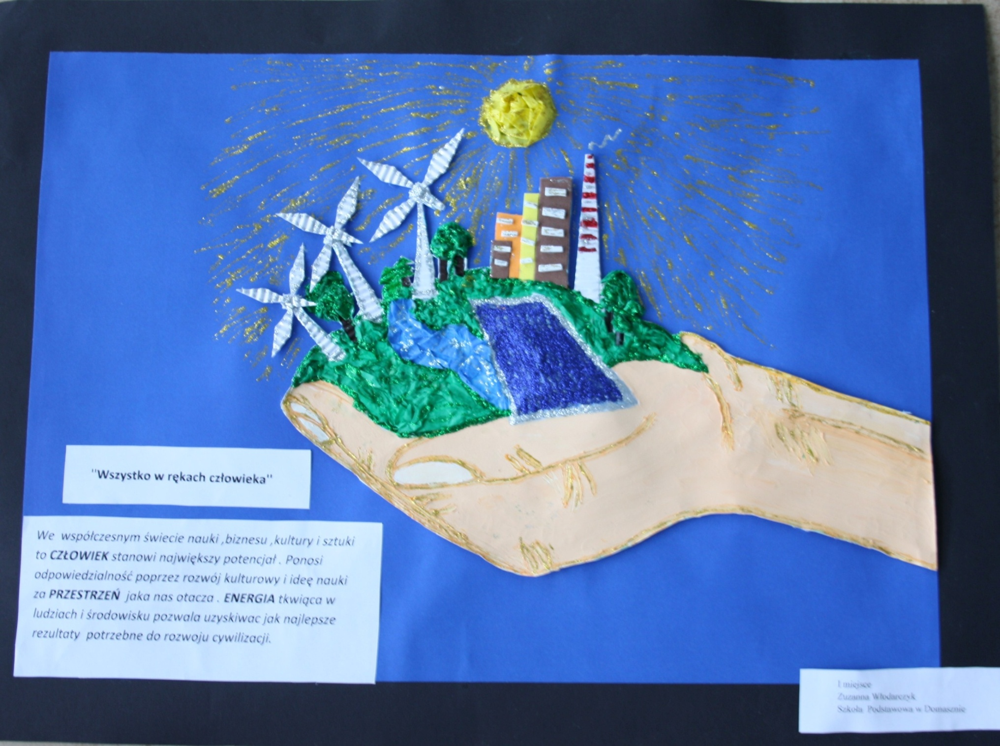 "Wszystko w rękach człowieka"
We współczesnym świecie nauki ,biznesu ,kultury i sztuki
to CZŁOWIEK stanowi największy potencjał . Ponosi
odpowiedzialność poprzez rozwój kulturowy i ideę nauki
za PRZESTRZEŃ jaka nas otacza . ENERGIA tkwiąca w
ludziach i środowisku pozwala uzyskiwac jak najlepsze
rezultaty potrzebne do rozwoju cywilizacji.
I miejsce
Zuzanna Włodarczyk
Szkoła Podstawowa w Domasznie